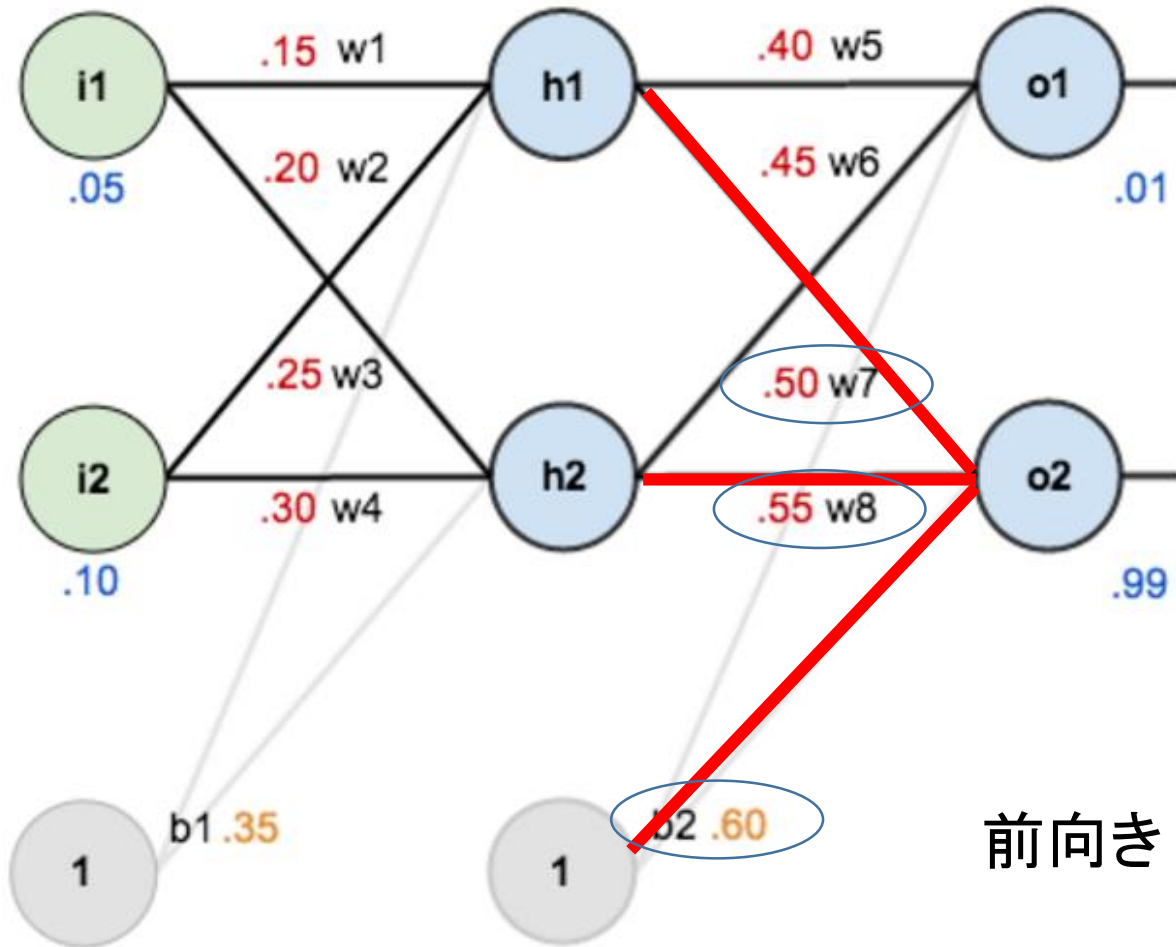 .15 w1
.40 w5
i1
h1
o1
.20 w2
.45 w6
.05
.01
.25 w3
.50 w7
i2
h2
o2
.30 w4
.55 w8
.10
.99
b1 .35
b2 .60
1
1
前向き